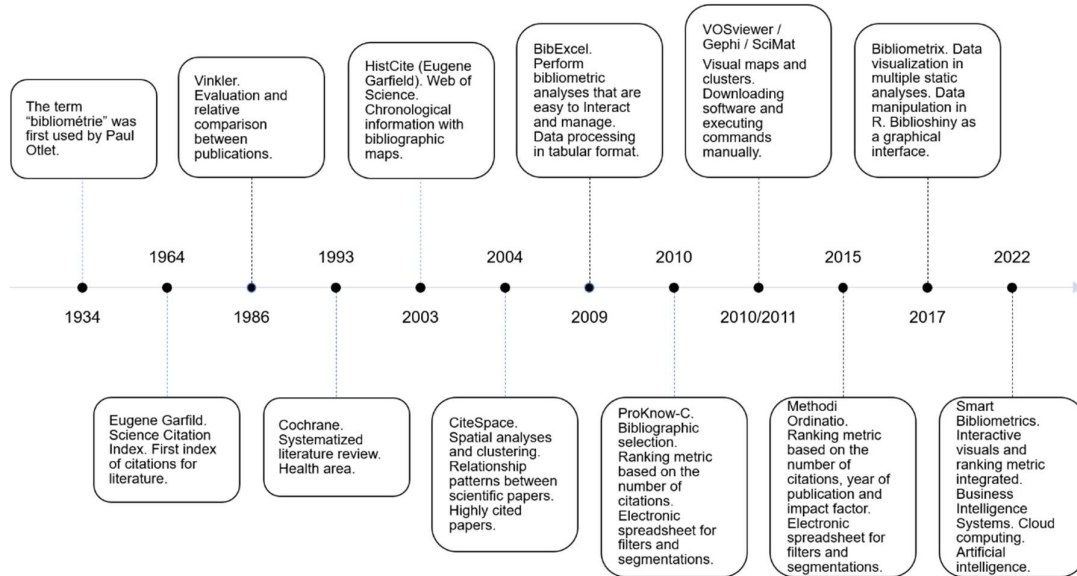 The term
"bibliométrie" was
first used by Paul
Otlet.
Vinkler.
Evaluation and
relative
comparison
between
publications.
HistCite (Eugene
Garfield). Web of
Science.
Chronological
information with
bibliographic
maps.
BibExcel.
Perform
bibliometric
analyses that are
easy to Interact
and manage.
Data processing
in tabular format.
VOSviewer /
Gephi / SciMat
Visual maps and
clusters.
Downloading
software and
executing
commands
manually.
Bibliometrix. Data
visualization in
multiple static
analyses. Data
manipulation in
R. Biblioshiny as
a graphical
interface.
1964
1993
2004
2010
2015
2022
1934
1986
2003
2009
2010/2011
2017
Eugene Garfild.
Science Citation
Index. First index
of citations for
literature.
Cochrane.
Systematized
literature review.
Health area.
CiteSpace.
Spatial analyses
and clustering.
Relationship
patterns between
scientific papers.
Highly cited
papers.
ProKnow-C.
Bibliographic
selection.
Ranking metric
based on the
number of
citations.
Electronic
spreadsheet for
filters and
segmentations.
Methodi
Ordinatio.
Ranking metric
based on the
number of
citations, year of
publication and
impact factor.
Electronic
spreadsheet for
filters and
segmentations.
Smart
Bibliometrics.
Interactive
visuals and
ranking metric
integrated.
Business
Intelligence
Systems. Cloud
computing.
Artificial
intelligence.